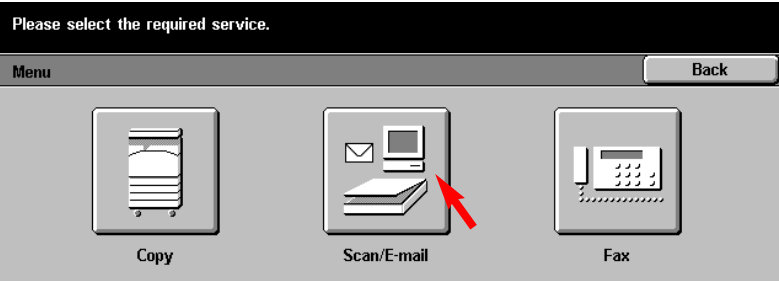 Please select the required service.
Menu
Back
Copy
Scan/E-mail
Fax